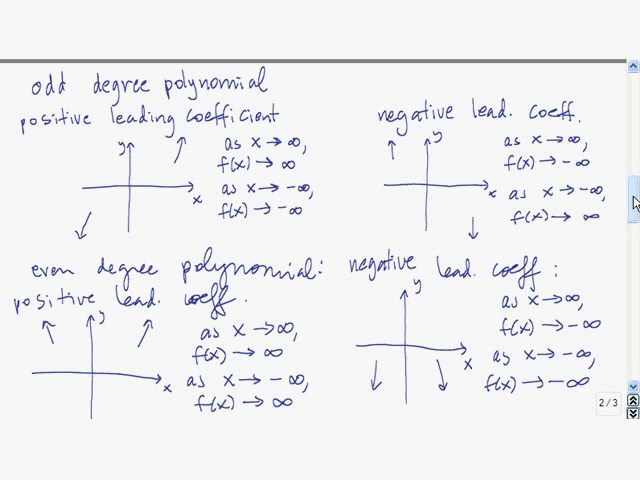 odd degree polynomial
positive leading coefficient
y
x
as x → ∞,
f(x) → ∞
as x → -∞,
f(x) → -∞
negative lead. coeff.
y
x
as x → ∞,
f(x) → -∞
as x → -∞,
f(x) → ∞
even degree polynomial:
positive lead. coeff.
y
x
as x → ∞,
f(x) → ∞
as x → -∞,
f(x) → ∞
negative lead. coeff:
y
x
as x → ∞,
f(x) → -∞
as x → -∞,
f(x) → -∞
2 / 3